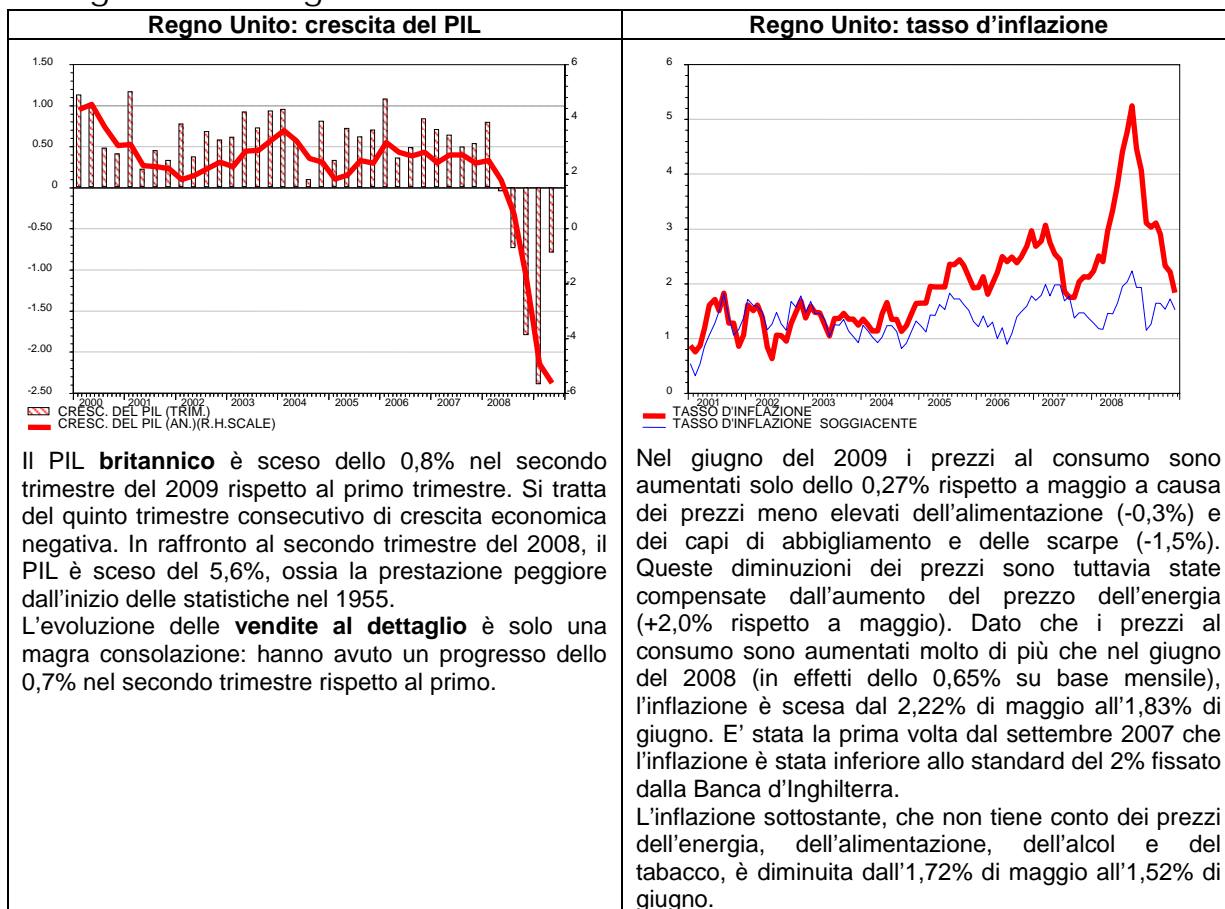 Regno Unito: crescita del PIL
1.50
1.00
0.50
0
-0.50
-1.00
-1.50
-2.00
-2.50
6
4
2
0
-2
-4
-6
2000 2001 2002 2003 2004 2005 2006 2007 2008
CRESC. DEL PIL (TRIM.)
CRESC. DEL PIL (AN.)(R.H.SCALE)
Il PIL britannico è sceso dello 0,8% nel secondo
trimestre del 2009 rispetto al primo trimestre. Si tratta
del quinto trimestre consecutivo di crescita economica
negativa. In raffronto al secondo trimestre del 2008, il
PIL è sceso del 5,6%, ossia la prestazione peggiore
dall'inizio delle statistiche nel 1955.
L'evoluzione delle vendite al dettaglio è solo una
magra consolazione: hanno avuto un progresso dello
0,7% nel secondo trimestre rispetto al primo.
Regno Unito: tasso d'inflazione
6
5
4
3
2
1
0
2001 2002 2003 2004 2005 2006 2007 2008
TASSO D'INFLAZIONE
TASSO D'INFLAZIONE SOGGIACENTE
Nel giugno del 2009 i prezzi al consumo sono
aumentati solo dello 0,27% rispetto a maggio a causa
dei prezzi meno elevati dell'alimentazione (-0,3%) e
dei capi di abbigliamento e delle scarpe (-1,5%).
Queste diminuzioni dei prezzi sono tuttavia state
compensate dall'aumento del prezzo dell'energia
(+2,0% rispetto a maggio). Dato che i prezzi al
consumo sono aumentati molto di più che nel giugno
del 2008 (in effetti dello 0,65% su base mensile),
l'inflazione è scesa dal 2,22% di maggio all'1,83% di
giugno. E' stata la prima volta dal settembre 2007 che
l'inflazione è stata inferiore allo standard del 2% fissato
dalla Banca d'Inghilterra.
L'inflazione sottostante, che non tiene conto dei prezzi
dell'energia, dell'alimentazione, dell'alcol e del
tabacco, è diminuita dall'1,72% di maggio all'1,52% di
giugno.